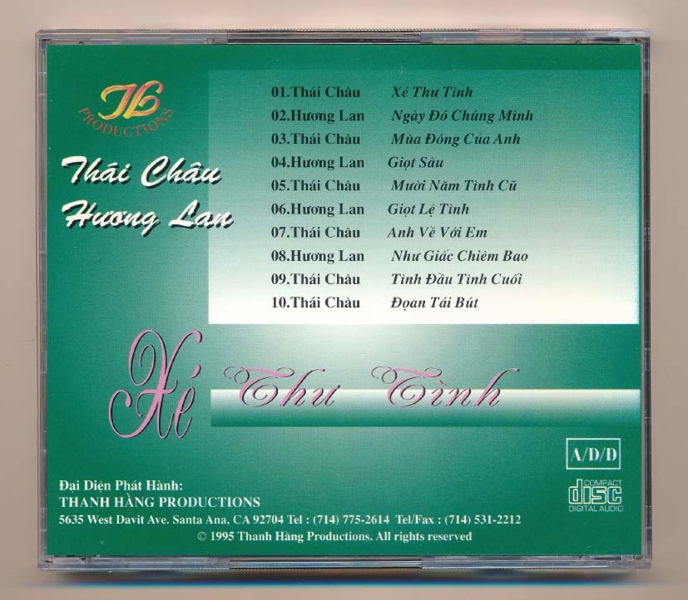 TL
PRODUCTIONS
Thái Châu
Hương Lan
01.Thái Châu Xé Thư Tình
02.Hương Lan Ngày Đó Chúng Mình
03.Thái Châu Mùa Đông Của Anh
04.Hương Lan Giọt Sầu
05.Thái Châu Mười Năm Tình Cũ
06.Hương Lan Giọt Lệ Tình
07.Thái Châu Anh Về Với Em
08.Hương Lan Như Giấc Chiêm Bao
09.Thái Châu Tình Đầu Tình Cuối
10.Thái Châu Đọan Tái Bút
Xé Thư Tình
A/D/D
COMPACT
disc
DIGITAL AUDIO
Đại Diện Phát Hành:
THANH HẰNG PRODUCTIONS
5635 West Davit Ave. Santa Ana, CA 92704 Tel : (714) 775-2614 Tel/Fax : (714) 531-2212
© 1995 Thanh Hằng Productions. All rights reserved